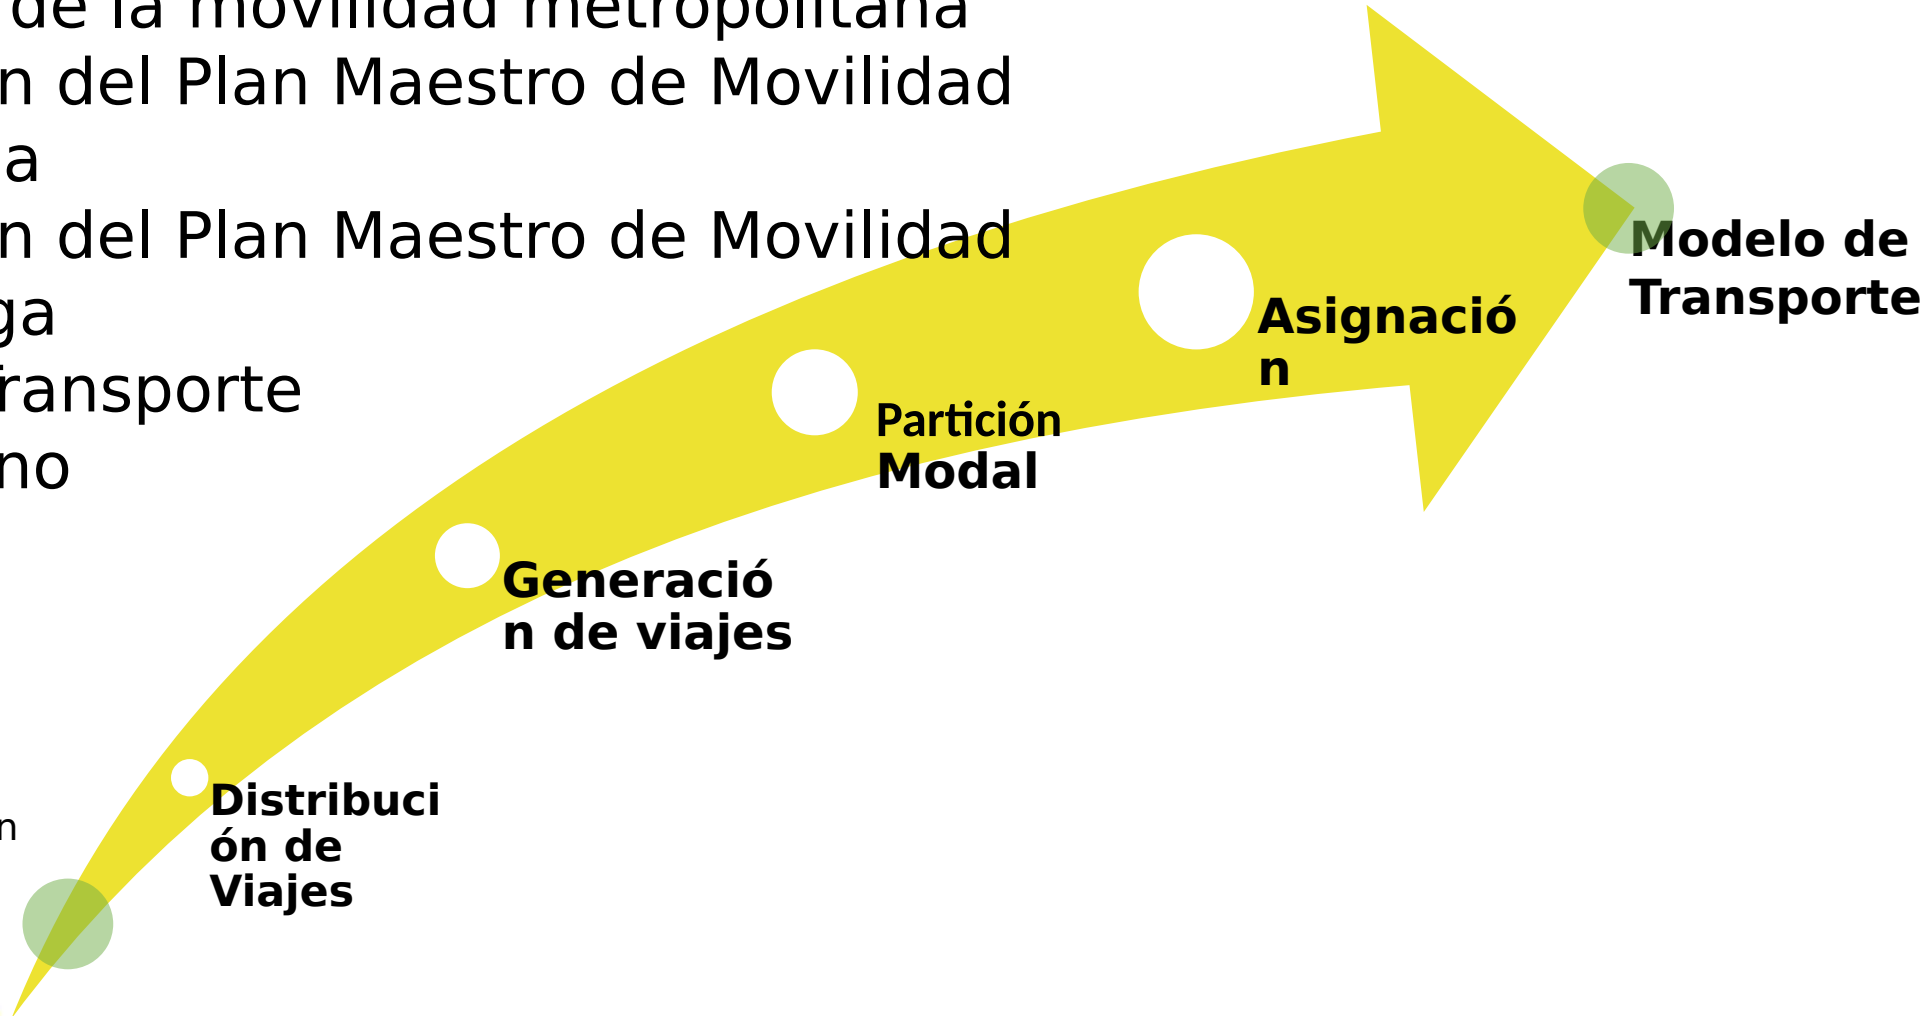 de la movilidad metropolitana
n del Plan Maestro de Movilidad
a
n del Plan Maestro de Movilidad
ga
ransporte
no
Modelo de
Transporte
Asignació
n
Partición
Modal
Generació
n de viajes
Distribuci
ón de
Viajes
n